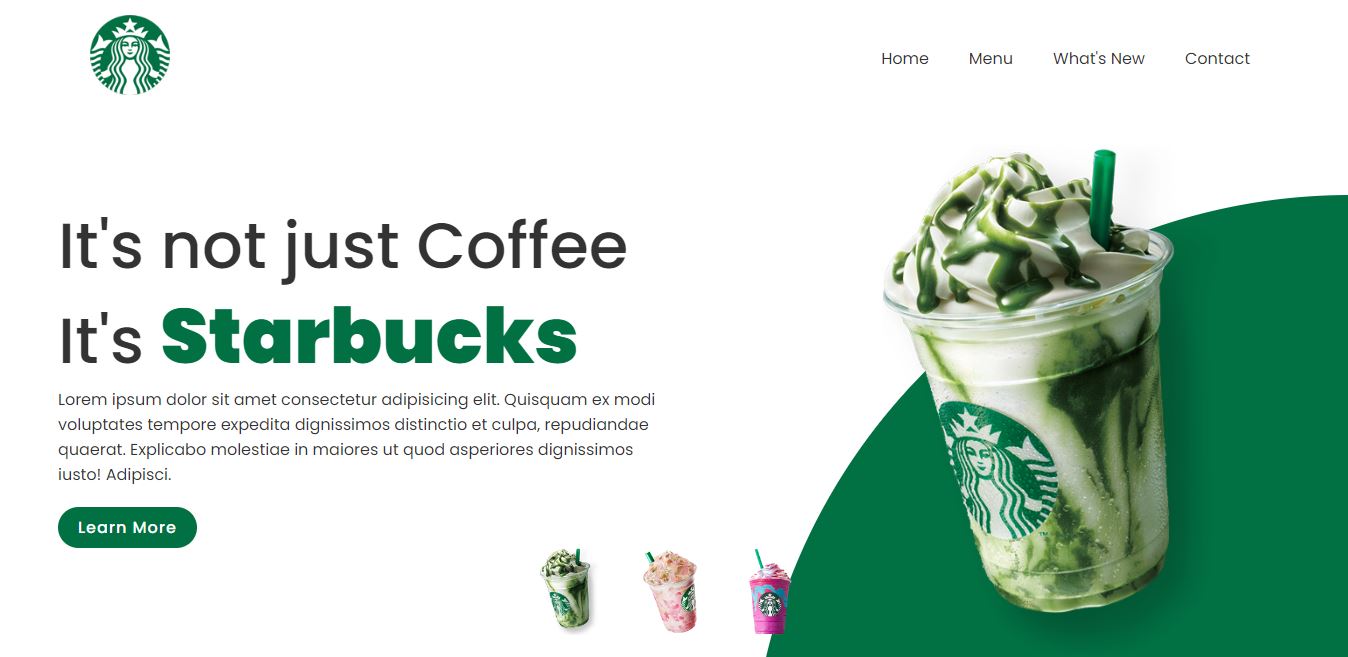 Home Menu What's New Contact
It's not just Coffee
It's Starbucks
Lorem ipsum dolor sit amet consectetur adipisicing elit. Quisquam ex modi
voluptates tempore expedita dignissimos distinctio et culpa, repudiandae
quaerat. Explicabo molestiae in maiores ut quod asperiores dignissimos
iusto! Adipisci.
Learn More
TM